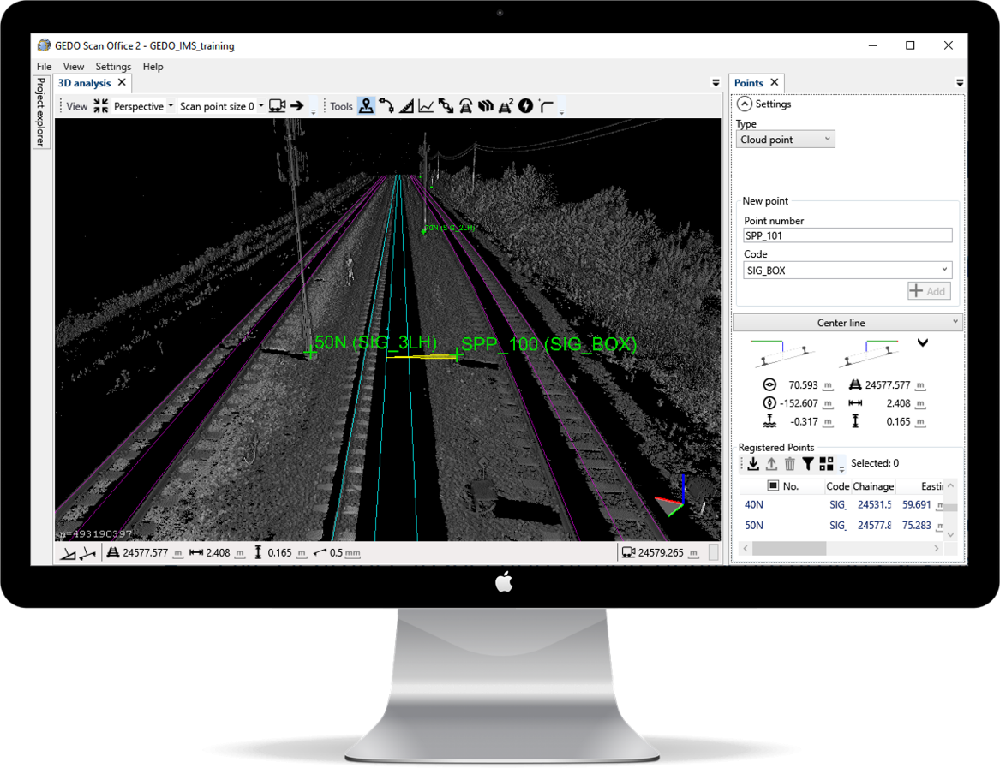 GEDO Scan Office 2 - GEDO_IMS_training
File View Settings Help
Project explorer
3D analysis
View Perspective Scan point size 0 Tools
70N (SIG_2LH)
50N (SIG_3LH)
SPP_100 (SIG_BOX)
n=493190397
24577.577 m 2.408 m 0.165 m 0.5 mm 24579.265 m
Points
Settings
Type
Cloud point
New point
Point number
SPP_101
Code
SIG_BOX
Add
Center line
70.593 m 24577.577 m
-152.607 m 2.408 m
-0.317 m 0.165 m
Registered Points
Selected: 0
No. Code Chainage Eastin
40N SIG_ 24531.5 59.691 m
50N SIG_ 24577.8 75.283 m